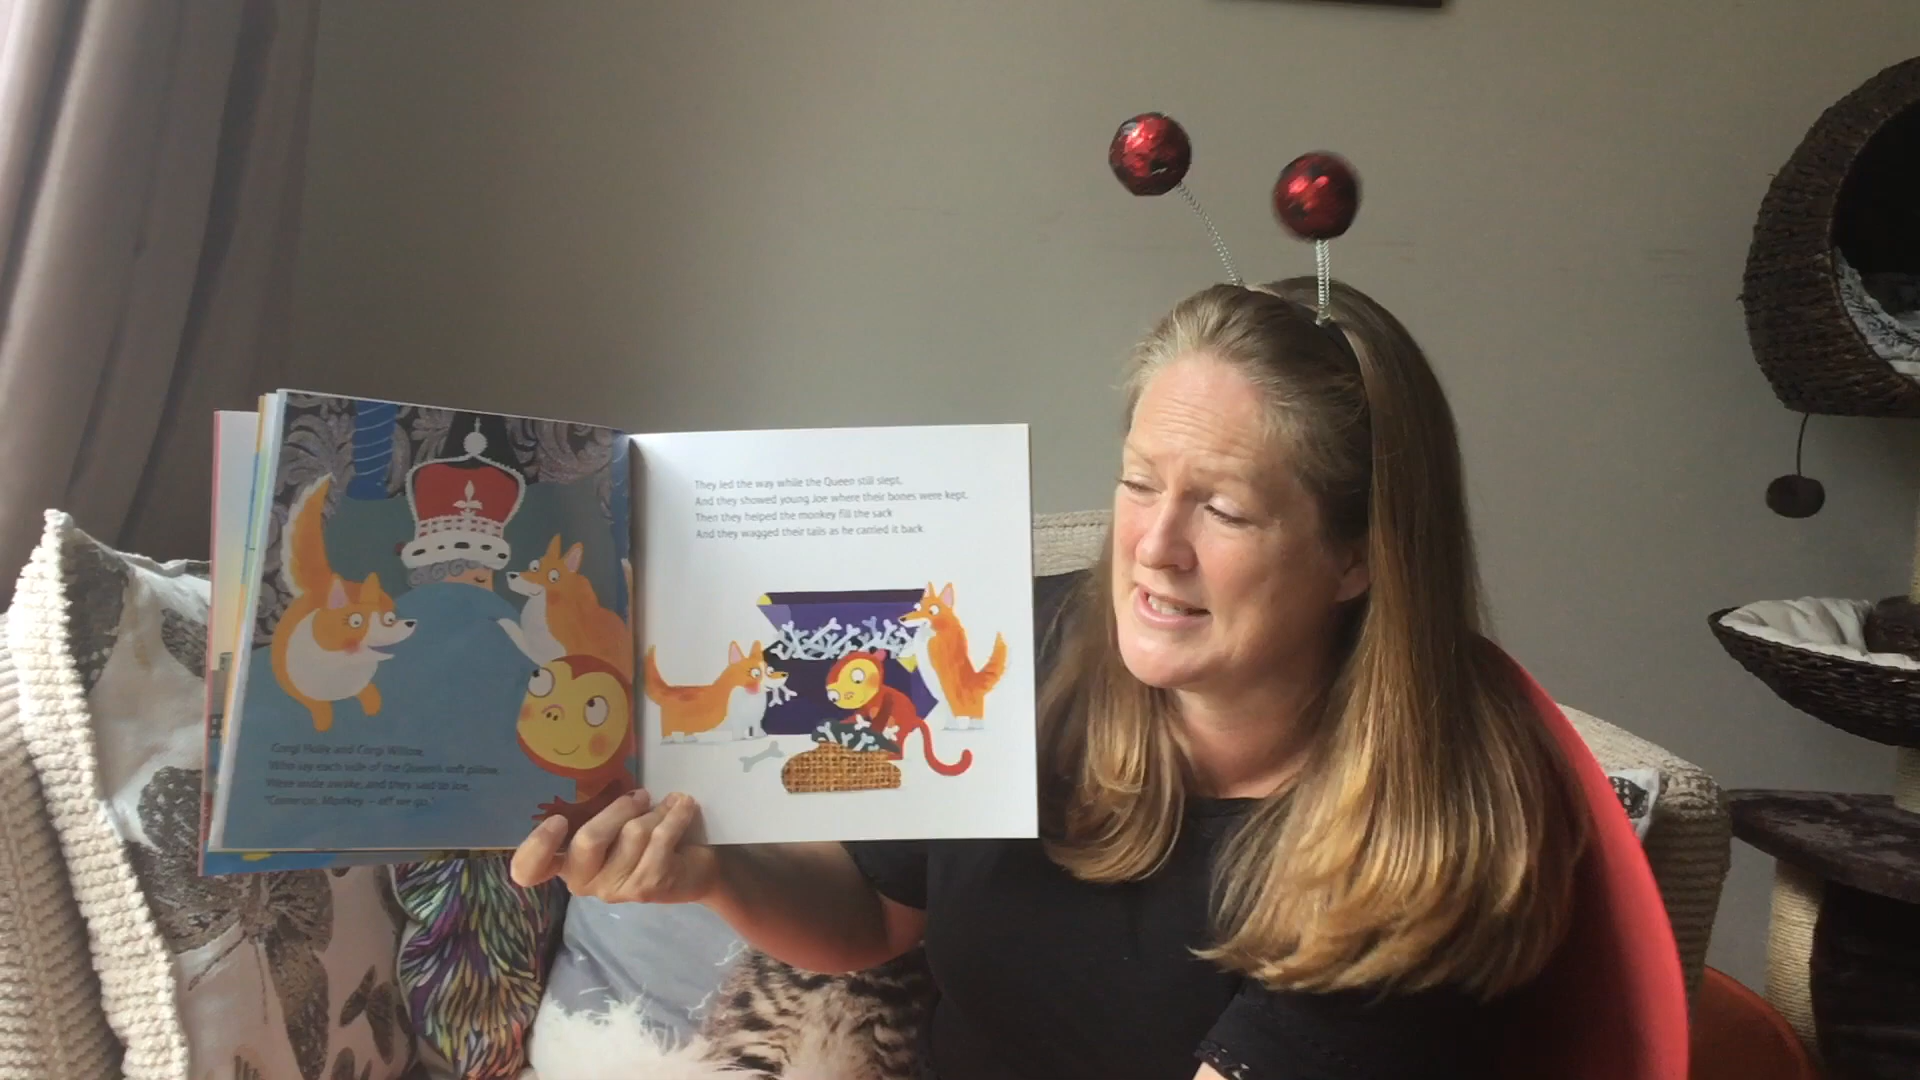 Corgi Holly and Corgi Willow,
Who lay each side of the Queen's soft pillow,
Were wide awake, and they said to Joe,
"Cameron, Monkey – off we go."
They led the way while the Queen still slept,
And they showed young Joe where their bones were kept.
Then they helped the monkey fill the sack
And they wagged their tails as he carried it back.